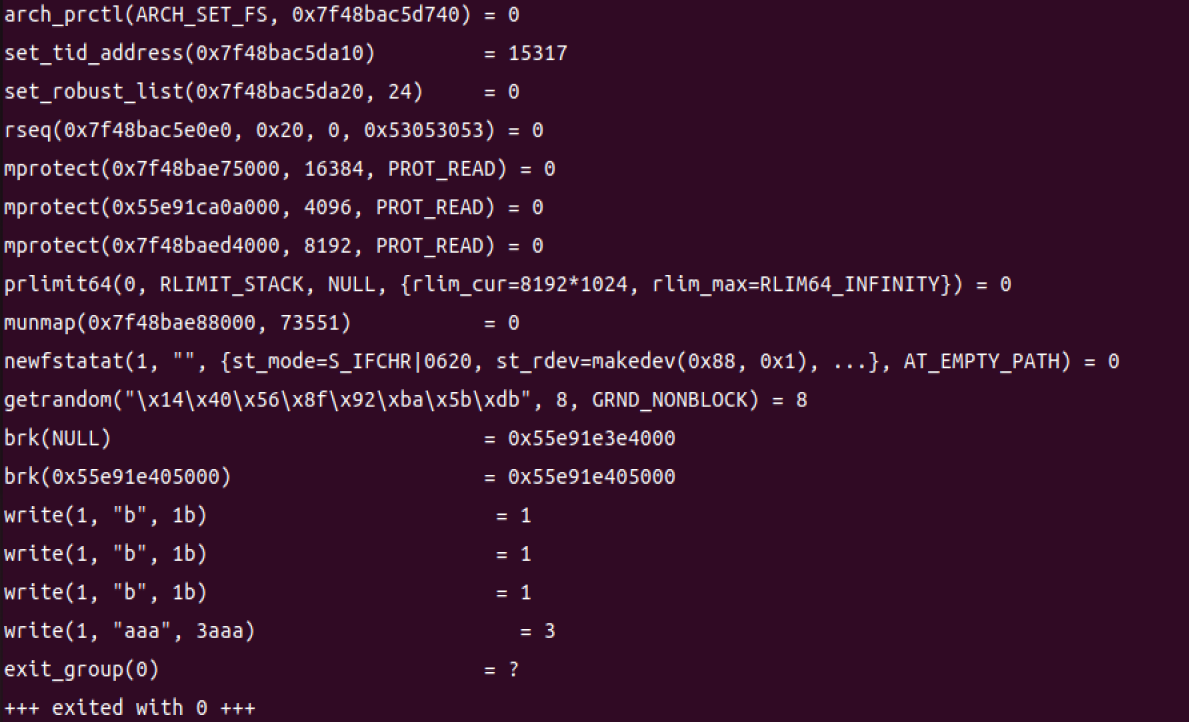 arch_prctl(ARCH_SET_FS, 0x7f48bac5d740) = 0
set_tid_address(0x7f48bac5da10)         = 15317
set_robust_list(0x7f48bac5da20, 24)     = 0
rseq(0x7f48bac5e0e0, 0x20, 0, 0x53053053) = 0
mprotect(0x7f48bae75000, 16384, PROT_READ) = 0
mprotect(0x55e91ca0a000, 4096, PROT_READ) = 0
mprotect(0x7f48baed4000, 8192, PROT_READ) = 0
prlimit64(0, RLIMIT_STACK, NULL, {rlim_cur=8192*1024, rlim_max=RLIM64_INFINITY}) = 0
munmap(0x7f48bae88000, 73551)           = 0
newfstatat(1, "", {st_mode=S_IFCHR|0620, st_rdev=makedev(0x88, 0x1), ...}, AT_EMPTY_PATH) = 0
getrandom("\x14\x40\x56\x8f\x92\xba\x5b\xdb", 8, GRND_NONBLOCK) = 8
brk(NULL)                               = 0x55e91e3e4000
brk(0x55e91e405000)                     = 0x55e91e405000
write(1, "b", 1b)                        = 1
write(1, "b", 1b)                        = 1
write(1, "b", 1b)                        = 1
write(1, "aaa", 3aaa)                      = 3
exit_group(0)                           = ?
+++ exited with 0 +++